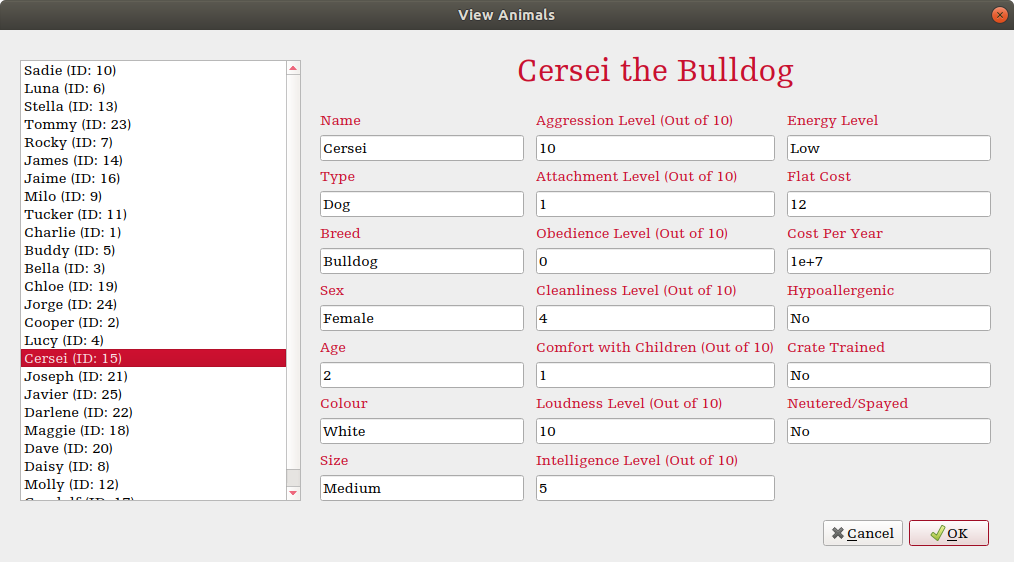 View Animals
Sadie (ID: 10)
Luna (ID: 6)
Stella (ID: 13)
Tommy (ID: 23)
Rocky (ID: 7)
James (ID: 14)
Jaime (ID: 16)
Milo (ID: 9)
Tucker (ID: 11)
Charlie (ID: 1)
Buddy (ID: 5)
Bella (ID: 3)
Chloe (ID: 19)
Jorge (ID: 24)
Cooper (ID: 2)
Lucy (ID: 4)
Cersei (ID: 15)
Joseph (ID: 21)
Javier (ID: 25)
Darlene (ID: 22)
Maggie (ID: 18)
Dave (ID: 20)
Daisy (ID: 8)
Molly (ID: 12)
Cersei the Bulldog
Name
Cersei
Type
Dog
Breed
Bulldog
Sex
Female
Age
2
Colour
White
Size
Medium
Aggression Level (Out of 10)
10
Attachment Level (Out of 10)
1
Obedience Level (Out of 10)
0
Cleanliness Level (Out of 10)
4
Comfort with Children (Out of 10)
1
Loudness Level (Out of 10)
10
Intelligence Level (Out of 10)
5
Energy Level
Low
Flat Cost
12
Cost Per Year
1e+7
Hypoallergenic
No
Crate Trained
No
Neutered/Spayed
No
Cancel
OK